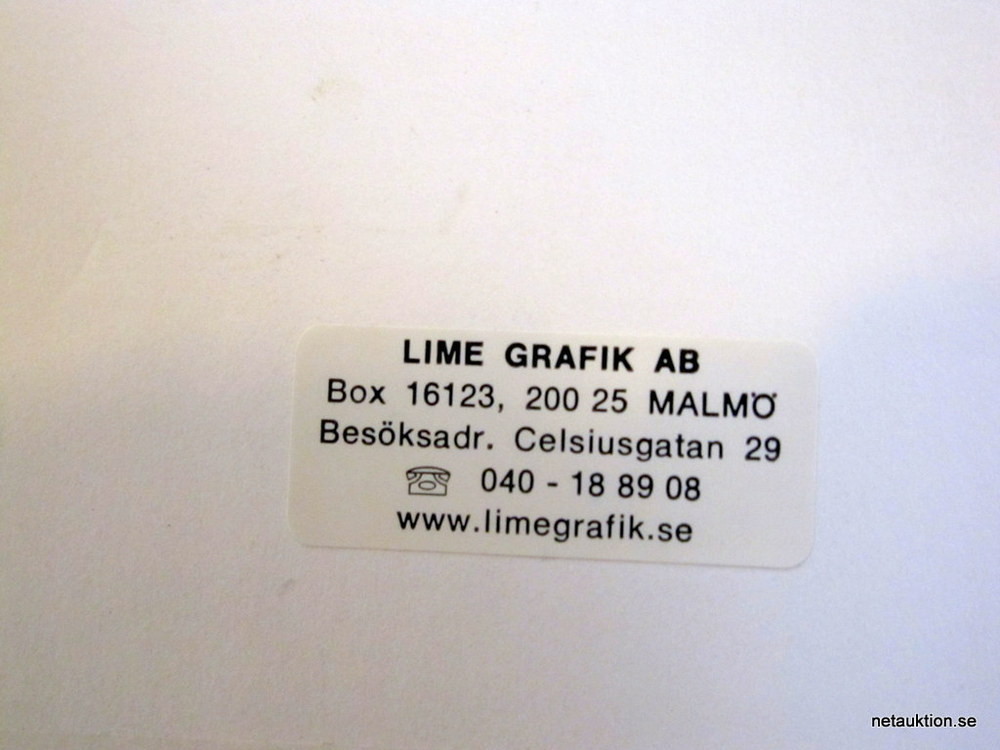 LIME GRAFIK AB
Box 16123, 200 25 MALMÖ
Besöksadr. Celsiusgatan 29
☏ 040 - 18 89 08
www.limegrafik.se
netauktion.se